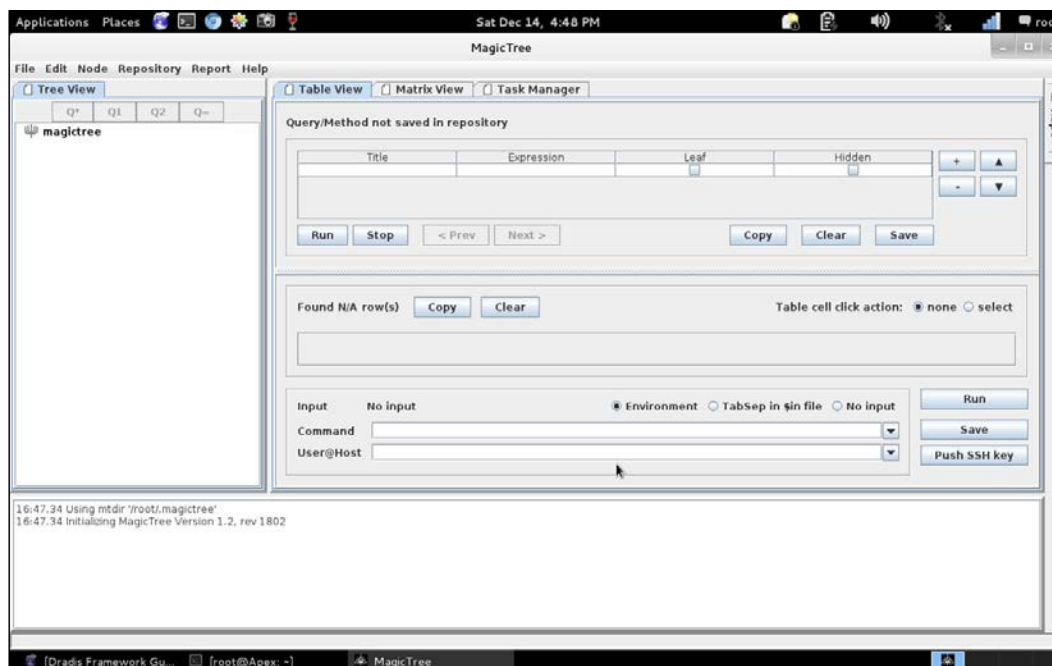 Applications Places Sat Dec 14, 4:48 PM
MagicTree
File Edit Node Repository Report Help
Tree View
Q* Q1 Q2 Q=
magictree
Table View Matrix View Task Manager
Query/Method not saved in repository
Title Expression Leaf Hidden
+
-
Run Stop < Prev Next > Copy Clear Save
Found N/A row(s) Copy Clear Table cell click action: none select
Input No input Environment TabSep in $in file No input Run
Command Save
User@Host Push SSH key
16:47.34 Using mtdir '/root/.magictree'
16:47.34 Initializing MagicTree Version 1.2, rev 1802
[Dradis Framework Gu... [root@Apex: ~] MagicTree